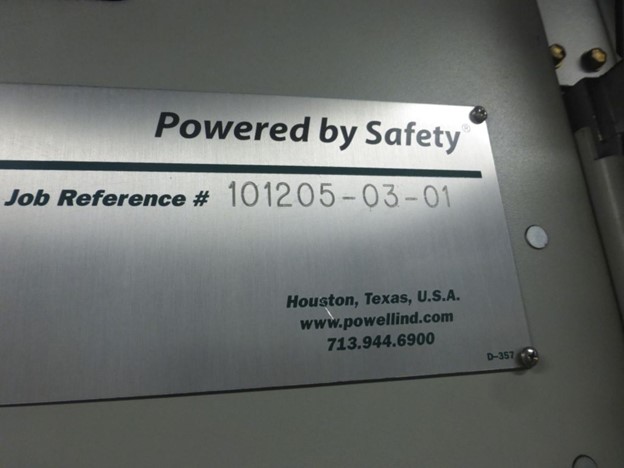 Powered by Safety®
Job Reference # 101205-03-01
Houston, Texas, U.S.A.
www.powellind.com
713.944.6900
D-357